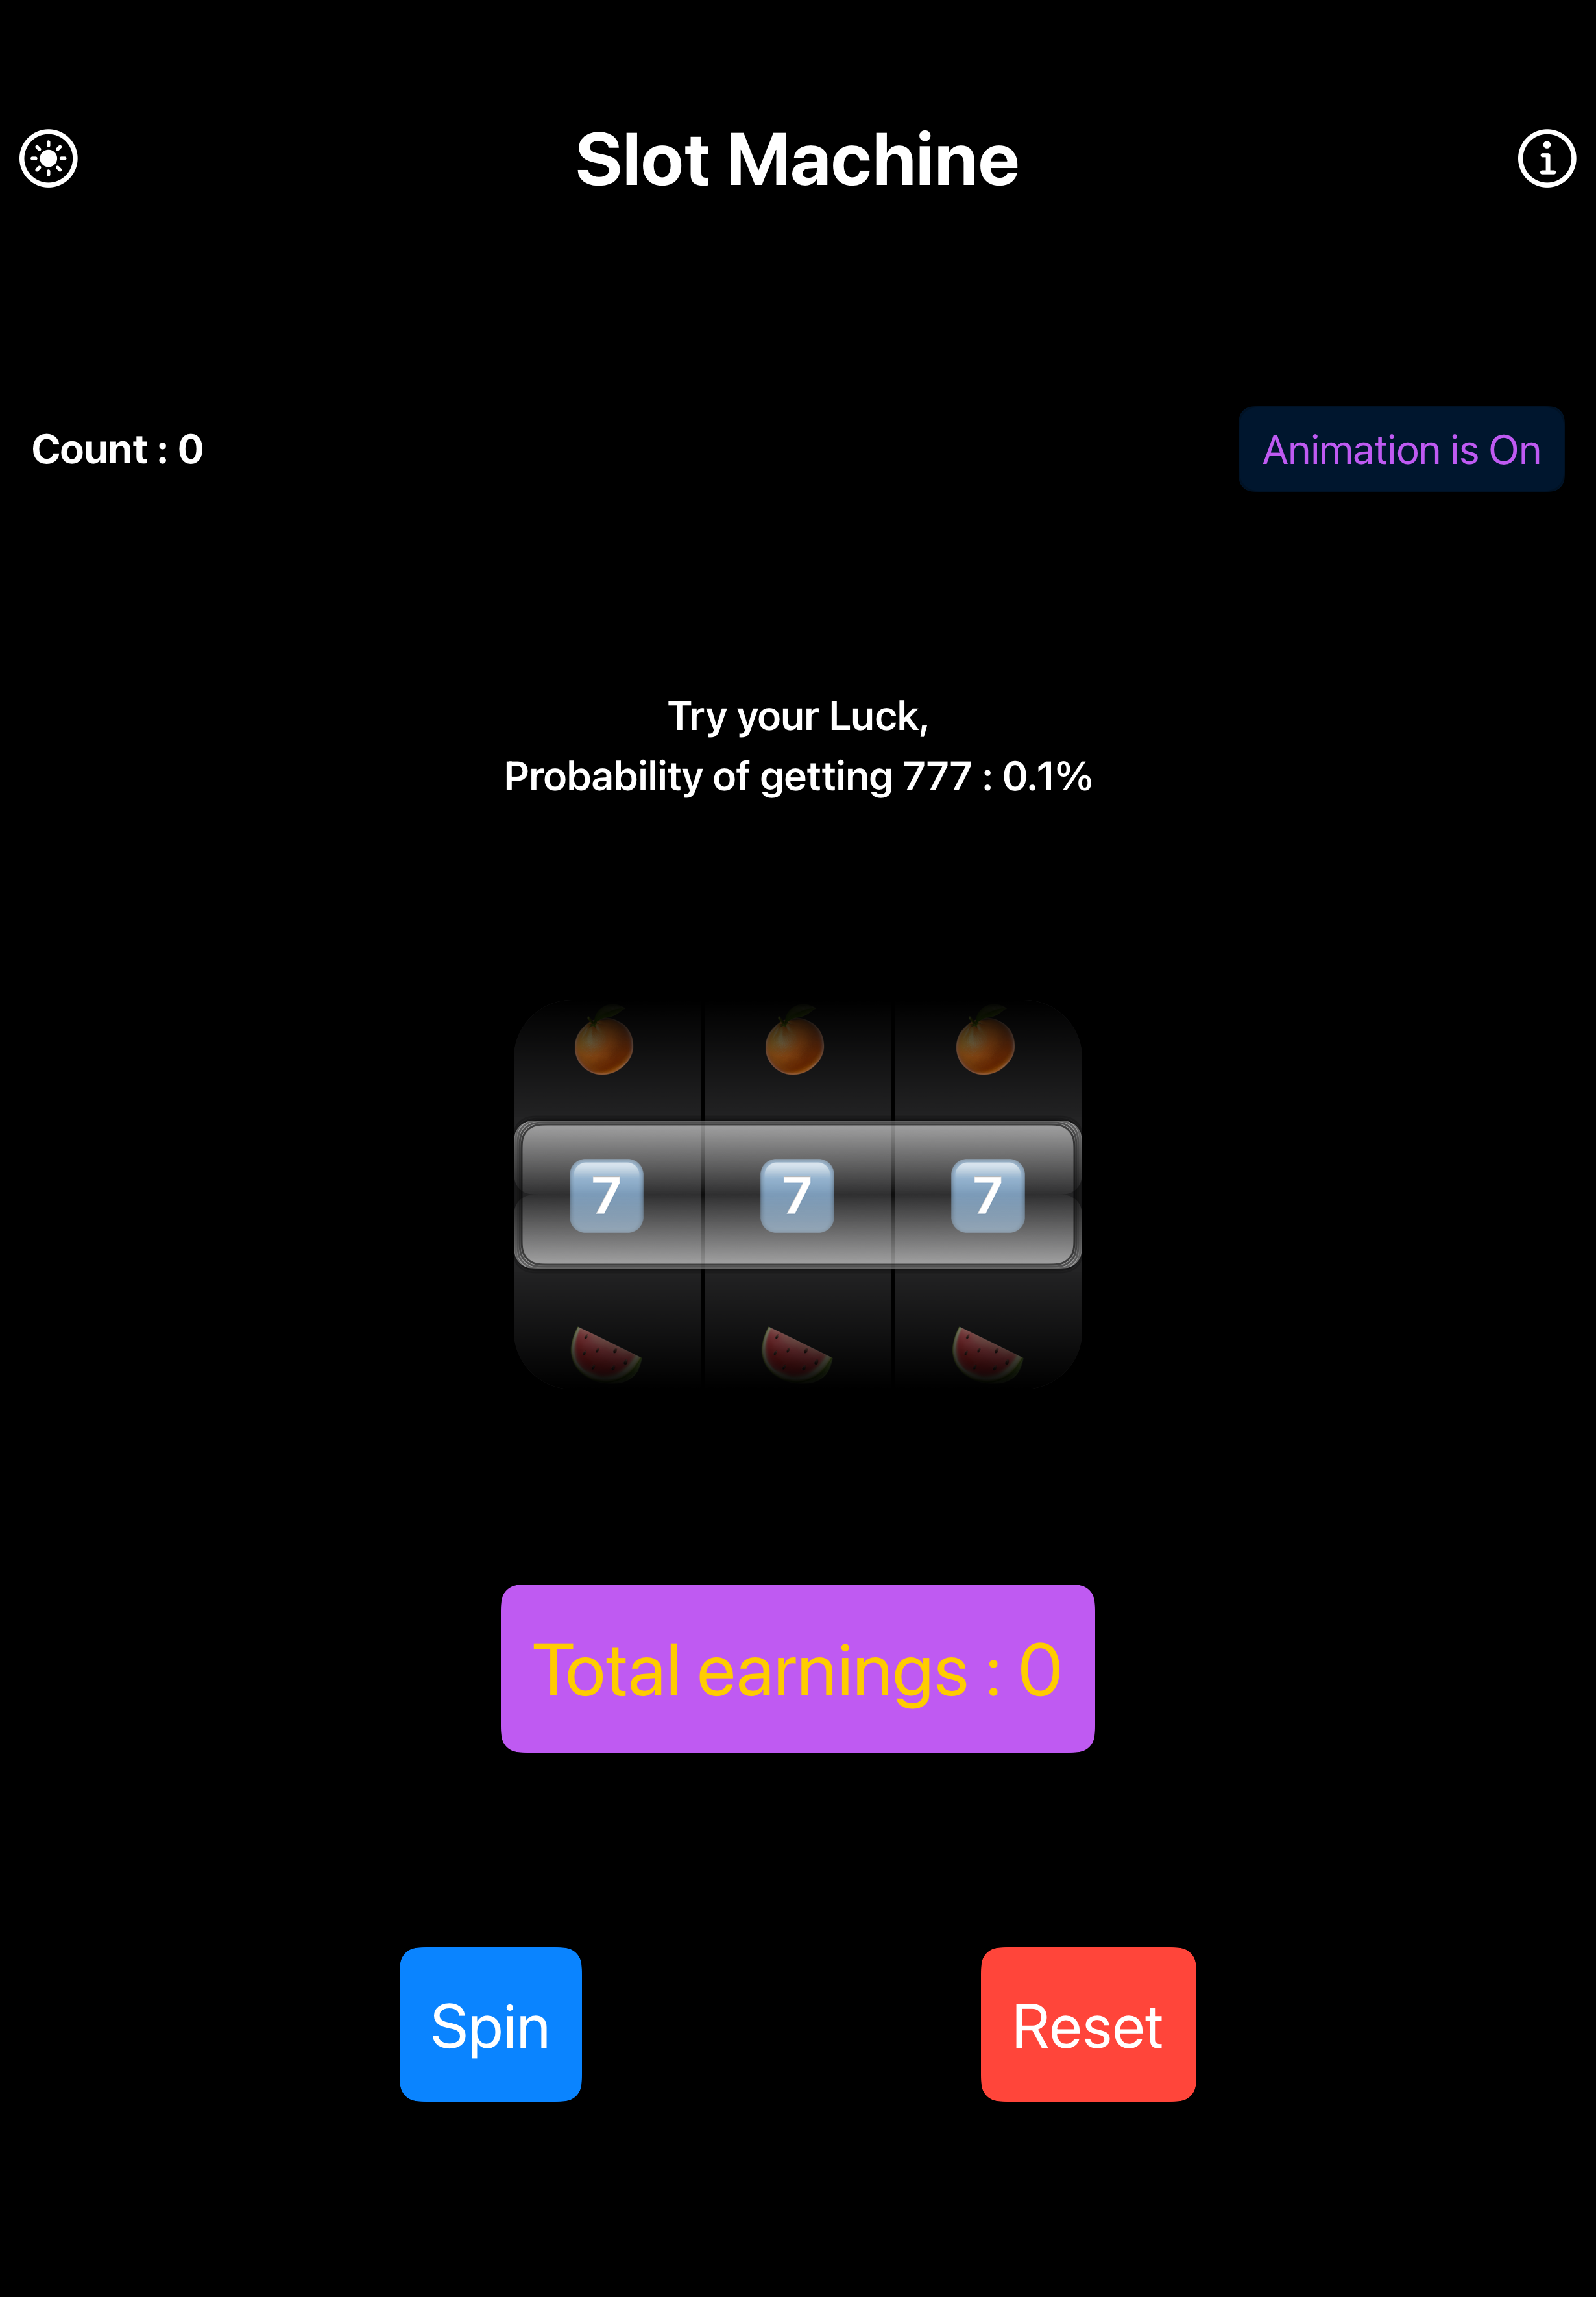 Slot Machine
Count : 0
Animation is On
Try your Luck,
Probability of getting 777 : 0.1%
7 7 7
Total earnings : 0
Spin
Reset